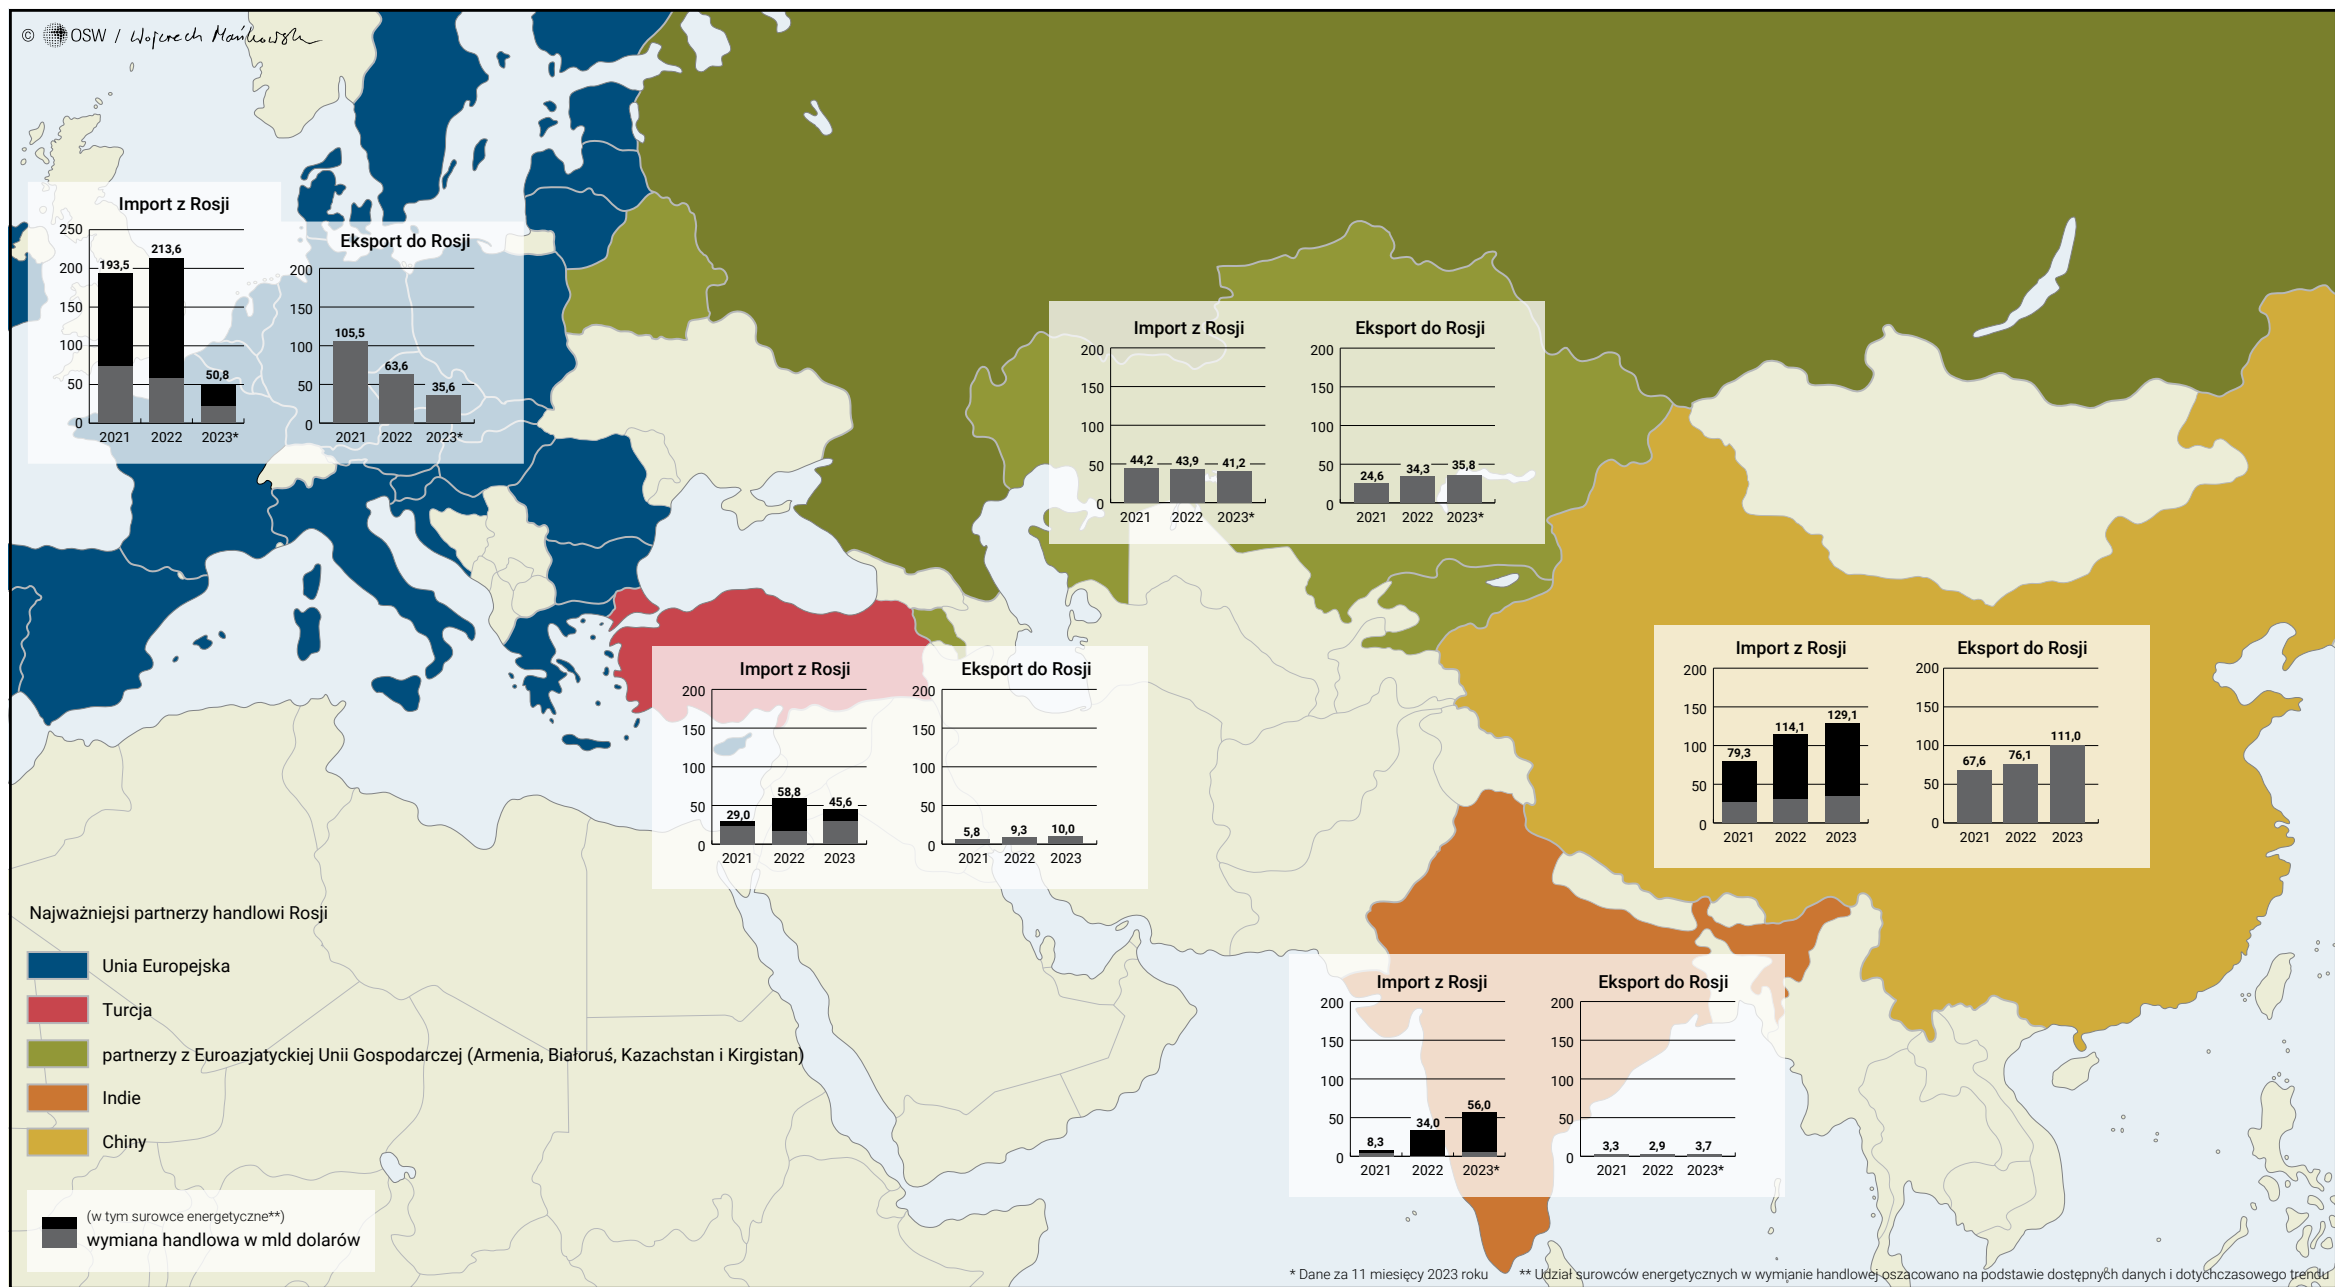 © OSW / Wojciech Mańkowski
Import z Rosji
250
200
150
100
50
0
193,5
213,6
50,8
2021 2022 2023*
Eksport do Rosji
200
150
100
50
0
105,5
63,6
35,6
2021 2022 2023*
Import z Rosji
200
150
100
50
0
44,2 43,9 41,2
2021 2022 2023*
Eksport do Rosji
200
150
100
50
0
24,6 34,3 35,8
2021 2022 2023*
Import z Rosji
200
150
100
50
0
29,0 58,8 45,6
2021 2022 2023
Eksport do Rosji
200
150
100
50
0
5,8 9,3 10,0
2021 2022 2023
Import z Rosji
200
150
100
50
0
79,3 114,1 129,1
2021 2022 2023
Eksport do Rosji
200
150
100
50
0
67,6 76,1 111,0
2021 2022 2023
Import z Rosji
200
150
100
50
0
8,3 34,0 56,0
2021 2022 2023*
Eksport do Rosji
200
150
100
50
0
3,3 2,9 3,7
2021 2022 2023*
Najważniejsi partnerzy handlowi Rosji
Unia Europejska
Turcja
partnerzy z Euroazjatyckiej Unii Gospodarczej (Armenia, Białoruś, Kazachstan i Kirgistan)
Indie
Chiny
(w tym surowce energetyczne**)
wymiana handlowa w mld dolarów
* Dane za 11 miesięcy 2023 roku ** Udział surowców energetycznych w wymianie handlowej oszacowano na podstawie dostępnych danych i dotychczasowego trendu